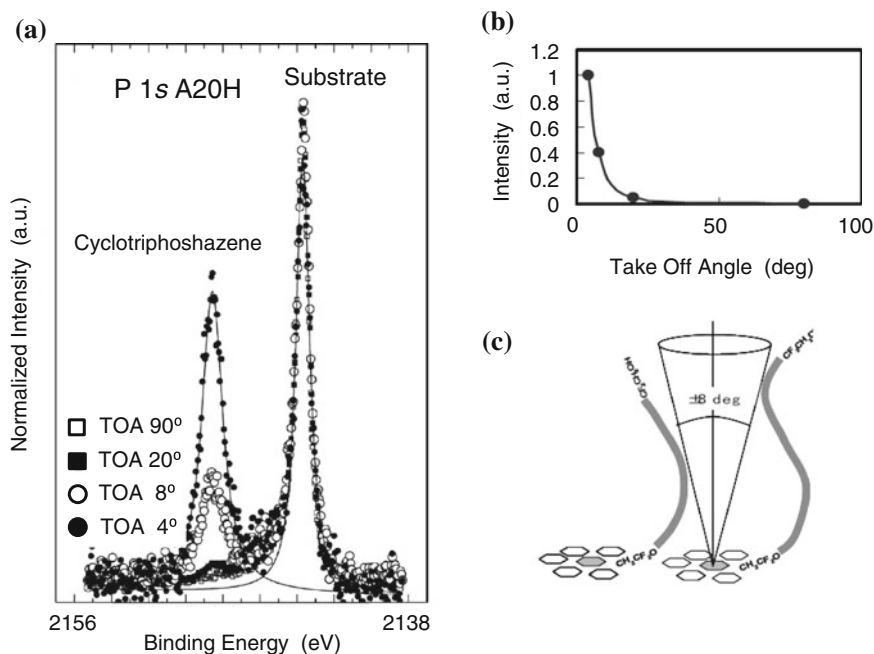 (a)
P 1s A20H
Substrate
Cyclotriphoshazene
Normalized Intensity (a.u.)
TOA 90º
TOA 20º
TOA 8º
TOA 4º
2156
2138
Binding Energy (eV)
(b)
1.2
1
0.8
0.6
0.4
0.2
0
Intensity (a.u.)
0
50
100
Take Off Angle (deg)
(c)
±8 deg
CH₂CF₂O
CH₂CF₂O